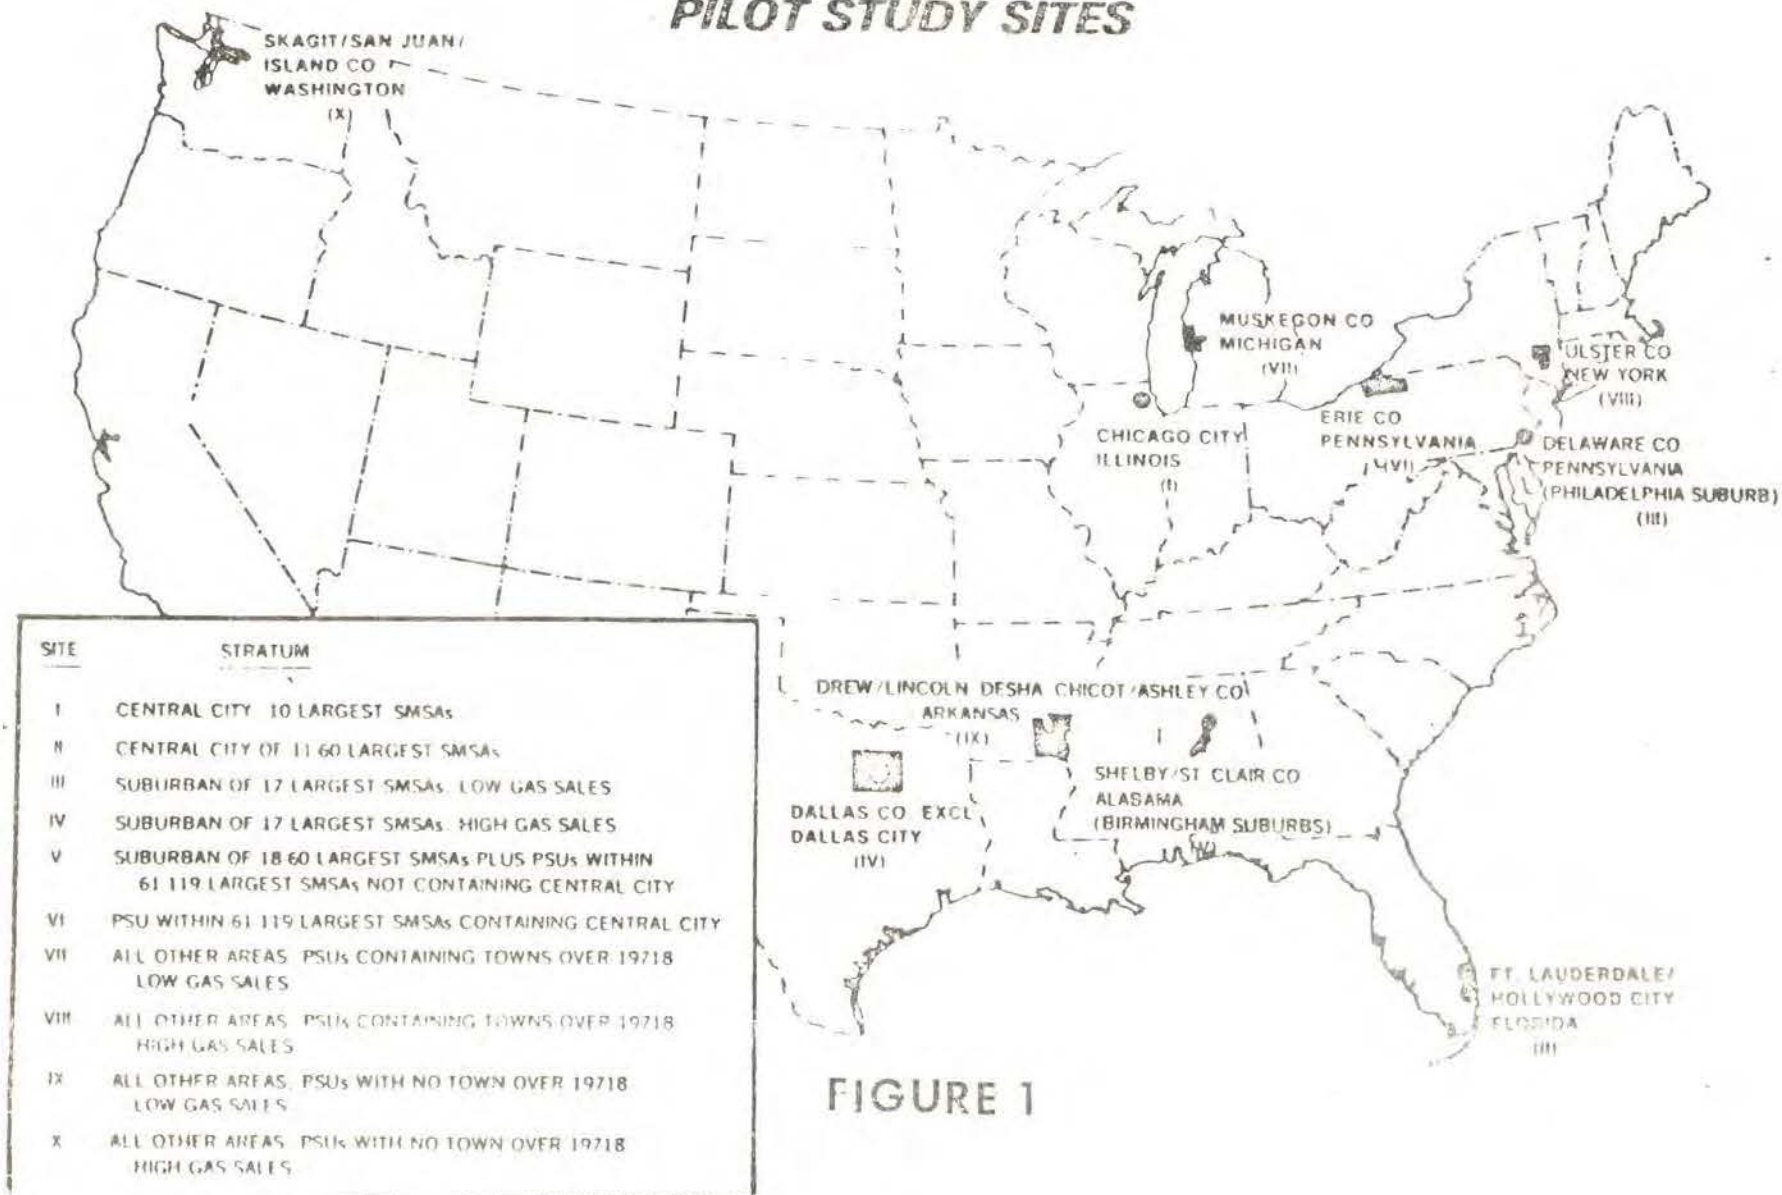 PILOT STUDY SITES
SKAGIT/SAN JUAN/
ISLAND CO
WASHINGTON
(X)
MUSKEGON CO
MICHIGAN
(VII)
ULSTER CO
NEW YORK
(VIII)
ERIE CO
PENNSYLVANIA
(VI)
CHICAGO CITY
ILLINOIS
(I)
DELAWARE CO
PENNSYLVANIA
(PHILADELPHIA SUBURB)
(III)
DREW/LINCOLN DESHA CHICOT/ASHLEY CO
ARKANSAS
(IX)
SHELBY/ST CLAIR CO
ALASAMA
(BIRMINGHAM SUBURBS)
(V)
DALLAS CO EXCL
DALLAS CITY
(IV)
FT. LAUDERDALE/
HOLLYWOOD CITY
FLORIDA
(II)
SITE STRATUM
I CENTRAL CITY 10 LARGEST SMSAs
II CENTRAL CITY OF 11 60 LARGEST SMSAs
III SUBURBAN OF 17 LARGEST SMSAs LOW GAS SALES
IV SUBURBAN OF 17 LARGEST SMSAs HIGH GAS SALES
V SUBURBAN OF 18 60 LARGEST SMSAs PLUS PSUs WITHIN
61 119 LARGEST SMSAs NOT CONTAINING CENTRAL CITY
VI PSU WITHIN 61 119 LARGEST SMSAs CONTAINING CENTRAL CITY
VII ALL OTHER AREAS PSUs CONTAINING TOWNS OVER 19718
LOW GAS SALES
VIII ALL OTHER AREAS PSUs CONTAINING TOWNS OVER 19718
HIGH GAS SALES
IX ALL OTHER AREAS, PSUs WITH NO TOWN OVER 19718
LOW GAS SALES
X ALL OTHER AREAS PSUs WITH NO TOWN OVER 19718
HIGH GAS SALES
FIGURE 1